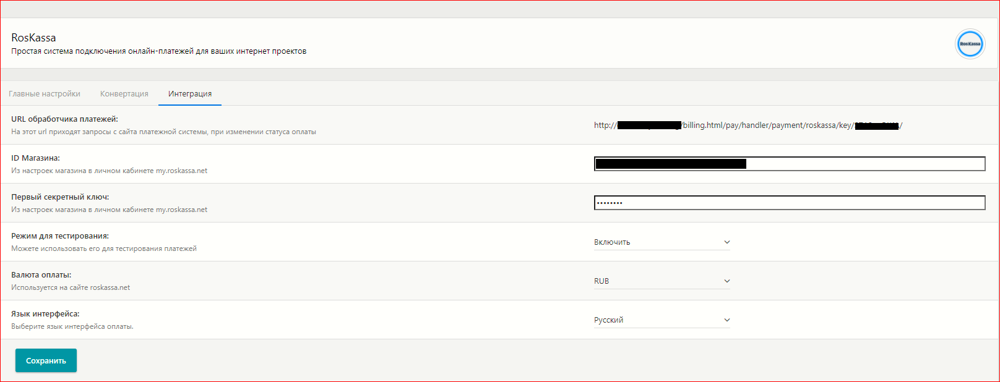 RosKassa
Простая система подключения онлайн-платежей для ваших интернет проектов
RosKassa
Главные настройки Конвертация Интеграция
URL обработчика платежей:
На этот url приходят запросы с сайта платежной системы, при изменении статуса оплаты
http:// /billing.html/pay/handler/payment/roskassa/key/ /
ID Магазина:
Из настроек магазина в личном кабинете my.roskassa.net
Первый секретный ключ:
Из настроек магазина в личном кабинете my.roskassa.net
••••••••
Режим для тестирования:
Можете использовать его для тестирования платежей
Включить
Валюта оплаты:
Используется на сайте roskassa.net
RUB
Язык интерфейса:
Выберите язык интерфейса оплаты.
Русский
Сохранить